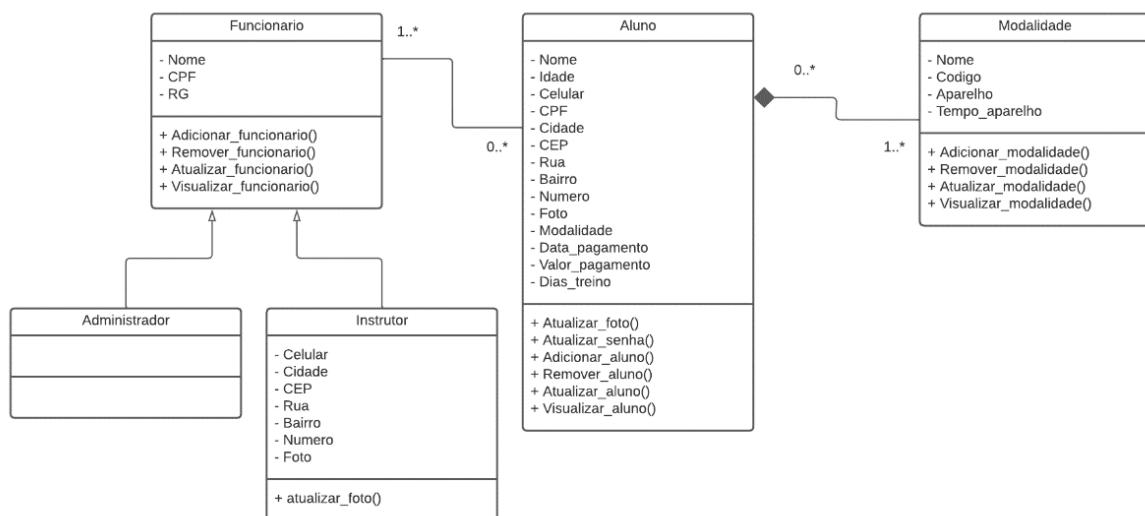 Funcionario
- Nome
- CPF
- RG
+ Adicionar_funcionario()
+ Remover_funcionario()
+ Atualizar_funcionario()
+ Visualizar_funcionario()
1..*
0..*
Aluno
- Nome
- Idade
- Celular
- CPF
- Cidade
- CEP
- Rua
- Bairro
- Numero
- Foto
- Modalidade
- Data_pagamento
- Valor_pagamento
- Dias_treino
+ Atualizar_foto()
+ Atualizar_senha()
+ Adicionar_aluno()
+ Remover_aluno()
+ Atualizar_aluno()
+ Visualizar_aluno()
0..*
1..*
Modalidade
- Nome
- Codigo
- Aparelho
- Tempo_aparelho
+ Adicionar_modalidade()
+ Remover_modalidade()
+ Atualizar_modalidade()
+ Visualizar_modalidade()
Administrador
Instrutor
- Celular
- Cidade
- CEP
- Rua
- Bairro
- Numero
- Foto
+ atualizar_foto()